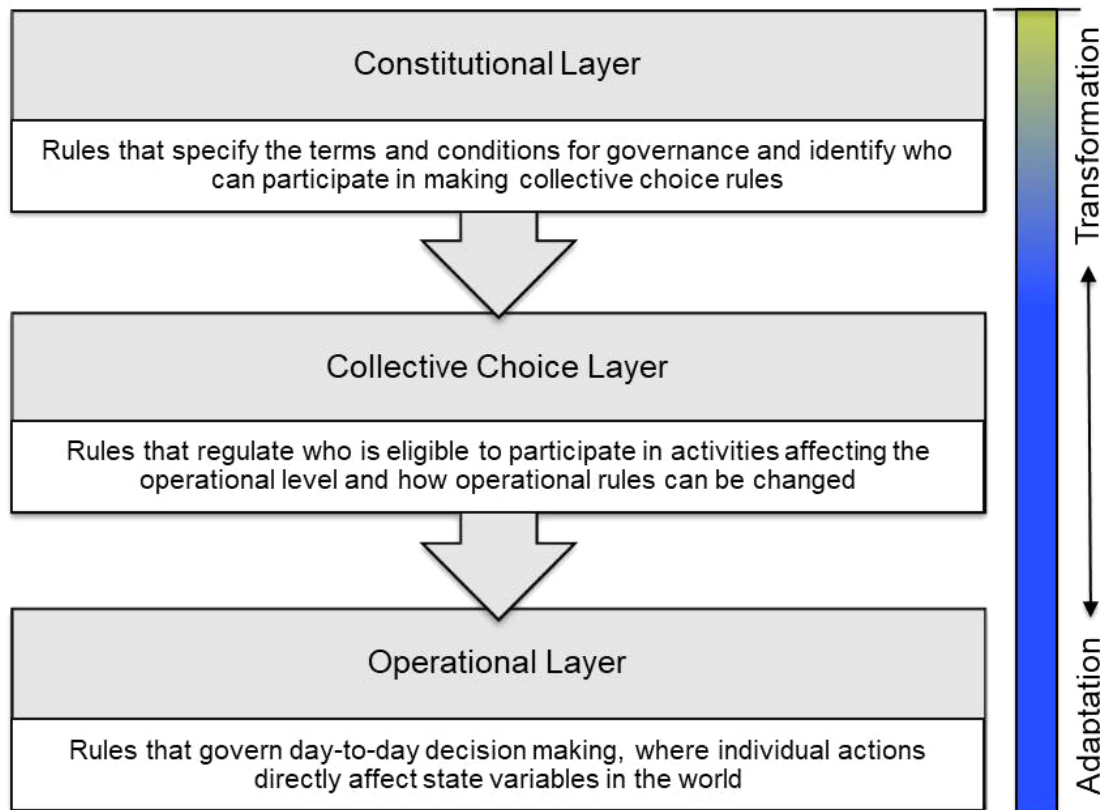 Constitutional Layer
Rules that specify the terms and conditions for governance and identify who
can participate in making collective choice rules
Collective Choice Layer
Rules that regulate who is eligible to participate in activities affecting the
operational level and how operational rules can be changed
Operational Layer
Rules that govern day-to-day decision making, where individual actions
directly affect state variables in the world
Transformation
Adaptation